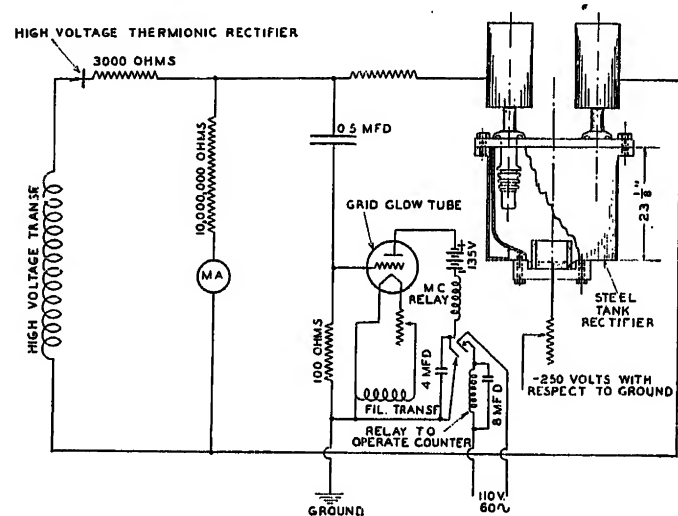 HIGH VOLTAGE THERMIONIC RECTIFIER
3000 OHMS
0.5 MFD
10,000,000 OHMS
GRID GLOW TUBE
HIGH VOLTAGE TRANSF
MA
135V
MC
RELAY
23 1/8"
STEEL
TANK
RECTIFIER
100 OHMS
4 MFD
8 MFD
-250 VOLTS WITH
RESPECT TO GROUND
FIL. TRANSF
RELAY TO
OPERATE COUNTER
110V.
60~
GROUND